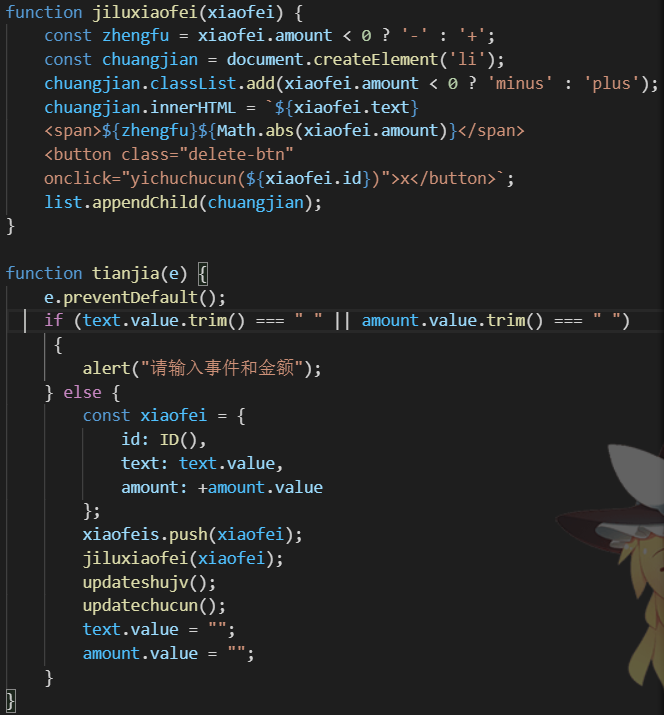 function jiluxiaofei(xiaofei) {
    const zhengfu = xiaofei.amount < 0 ? '-' : '+';
    const chuangjian = document.createElement('li');
    chuangjian.classList.add(xiaofei.amount < 0 ? 'minus' : 'plus');
    chuangjian.innerHTML = `${xiaofei.text}
    <span>${zhengfu}${Math.abs(xiaofei.amount)}</span>
    <button class="delete-btn"
    onclick="yichuchucun(${xiaofei.id})">x</button>`;
    list.appendChild(chuangjian);
}

function tianjia(e) {
    e.preventDefault();
    if (text.value.trim() === " " || amount.value.trim() === " ")
     {
        alert("请输入事件和金额");
    } else {
        const xiaofei = {
            id: ID(),
            text: text.value,
            amount: +amount.value
        };
        xiaofeis.push(xiaofei);
        jiluxiaofei(xiaofei);
        updateshujv();
        updatechucun();
        text.value = "";
        amount.value = "";
    }
}